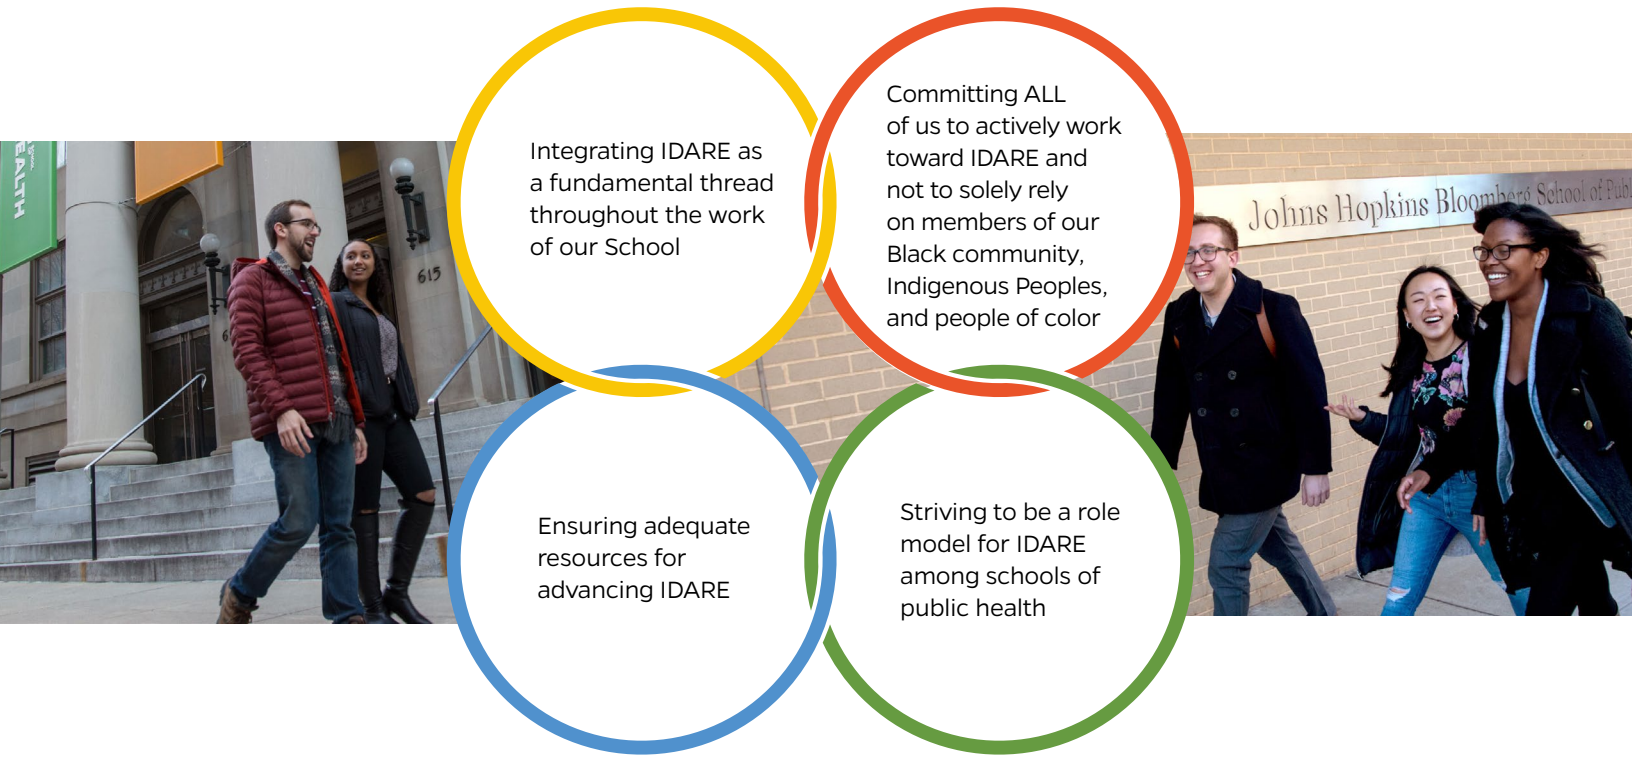 EALTH
615
Integrating IDARE as
a fundamental thread
throughout the work
of our School
Committing ALL
of us to actively work
toward IDARE and
not to solely rely
on members of our
Black community,
Indigenous Peoples,
and people of color
Johns Hopkins Bloomberg School of Publ
Ensuring adequate
resources for
advancing IDARE
Striving to be a role
model for IDARE
among schools of
public health